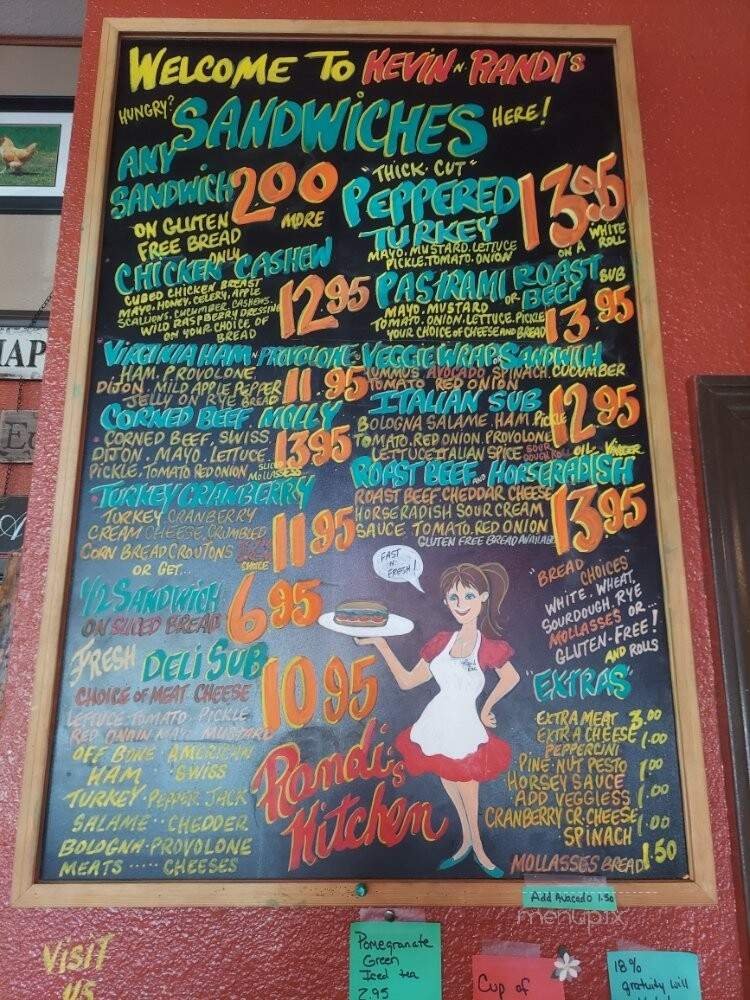 WELCOME TO KEVIN N RANDI'S
HUNGRY?
SANDWICHES
HERE!
ANY
SANDWICH 2.00
MORE
ON GLUTEN
FREE BREAD
ONLY
"THICK-CUT"
PEPPERED
TURKEY
13.95
MAYO. MUSTARD. LETTUCE
PICKLE. TOMATO. ONION
ON A WHITE
ROLL
CHICKEN CASHEW
CUBED CHICKEN BREAST
MAYO. HONEY. CELERY, APPLE
SCALLIONS. CUCUMBER. CASHEWS.
WILD RASPBERRY DRESSING
ON YOUR CHOICE OF
BREAD
12.95
PASTRAMI OR ROAST BEEF SUB
MAYO. MUSTARD
TOMATO. ONION. LETTUCE. PICKLE
YOUR CHOICE OF CHEESE AND BREAD
13.95
VIRGINIA HAM PROVOLONE
HAM. PROVOLONE.
DIJON. MILD APPLE PEPPER
JELLY ON RYE BREAD
11.95
VEGGIE WRAP SANDWICH
HUMMUS AVOCADO SPINACH. CUCUMBER
TOMATO RED ONION
CORNED BEEF MOLLY
CORNED BEEF. SWISS.
DIJON. MAYO. LETTUCE.
PICKLE. TOMATO RED ONION.
13.95
MOLLASSES
ITALIAN SUB
BOLOGNA SALAME. HAM. PICKLE
TOMATO. RED ONION. PROVOLONE
LETTUCE ITALIAN SPICE
SOUR
DOUGH ROLL
OIL
12.95
ROAST BEEF AND HORSERADISH
ROAST BEEF CHEDDAR CHEESE
HORSERADISH SOUR CREAM
SAUCE TOMATO. RED ONION
GLUTEN FREE BREAD AVAILABLE
13.95
TURKEY CRANBERRY
TURKEY CRANBERRY
CREAM CHEESE, CRUMBLED
CORN BREAD CROUTONS
CHOICE
11.95
OR GET...
1/2 SANDWICH
ON SLICED BREAD
6.95
FAST
N
FRESH!
"BREAD
CHOICES"
WHITE. WHEAT.
SOURDOUGH. RYE
MOLLASSES OR...
GLUTEN-FREE!
AND ROLLS
FRESH DELI SUB
CHOICE OF MEAT CHEESE
LETTUCE TOMATO PICKLE
RED ONION MAYO MUSTARD
10.95
OFF BONE AMERICAN
HAM · SWISS
TURKEY · PEPPER JACK
SALAME ·· CHEDDER
BOLOGNA · PROVOLONE
MEATS ····· CHEESES
Randi's
Kitchen
"EXTRAS"
EXTRA MEAT 3.00
EXTRA CHEESE 1.00
PEPPERCINI
PINE-NUT PESTO 1.00
HORSEY SAUCE
ADD VEGGIESS 1.00
CRANBERRY CR. CHEESE 1.00
SPINACH
MOLLASSES BREAD 1.50
Add Avacado 1.50
menupix
VISIT
US
Pomegranate
Green
Iced tea
2.95
Cup of
18%
gratuity will